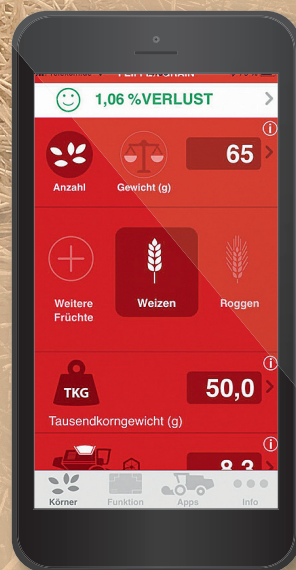 1,06 %VERLUST
65
Anzahl Gewicht (g)
Weitere Früchte
Weizen
Roggen
TKG
50,0
Tausendkorngewicht (g)
Körner Funktion Apps Info